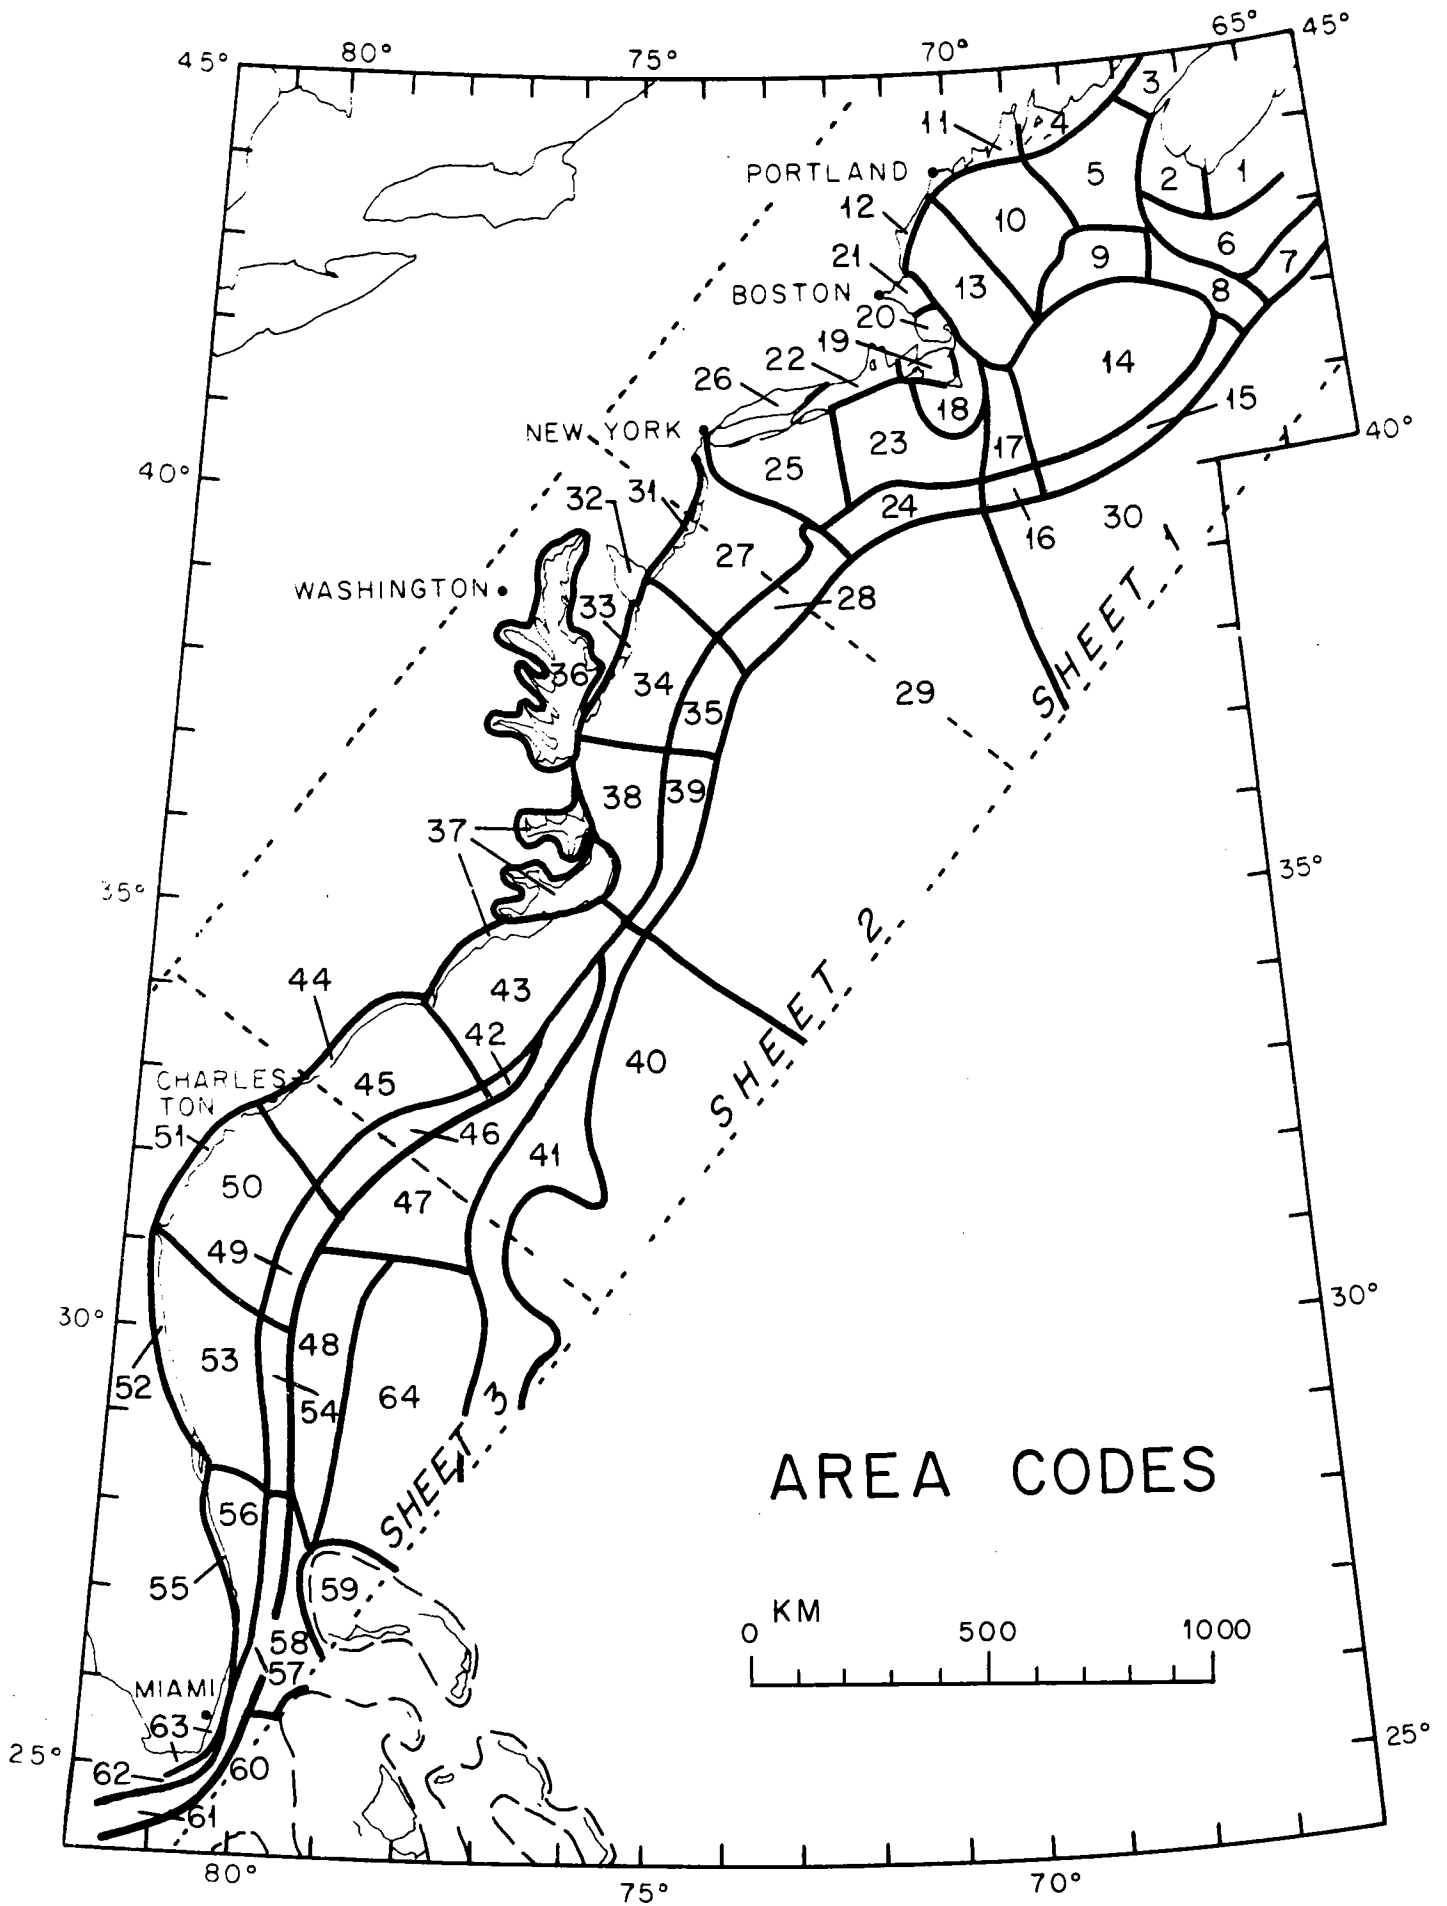 65° 45°
45° 80° 75° 70°
3
11 4
PORTLAND 5 2 1
12 10
21 9 6 7
BOSTON 13 8
20
19
22 14
26
18 15
NEW YORK 23 17 40°
40° 25
32 31 24
16 30
27
WASHINGTON 28
33
36 34
35 29
SHEET 1
38 39
37
35° 35°
SHEET 2
44 43
42
CHARLES
TON 45 40
51 46
50 41
47
49
30° 30°
48
53
52 54 64
SHEET 3
AREA CODES
56
55 59
KM
58 0 500 1000
57
MIAMI
63
25° 62 60 25°
61
80° 75° 70°